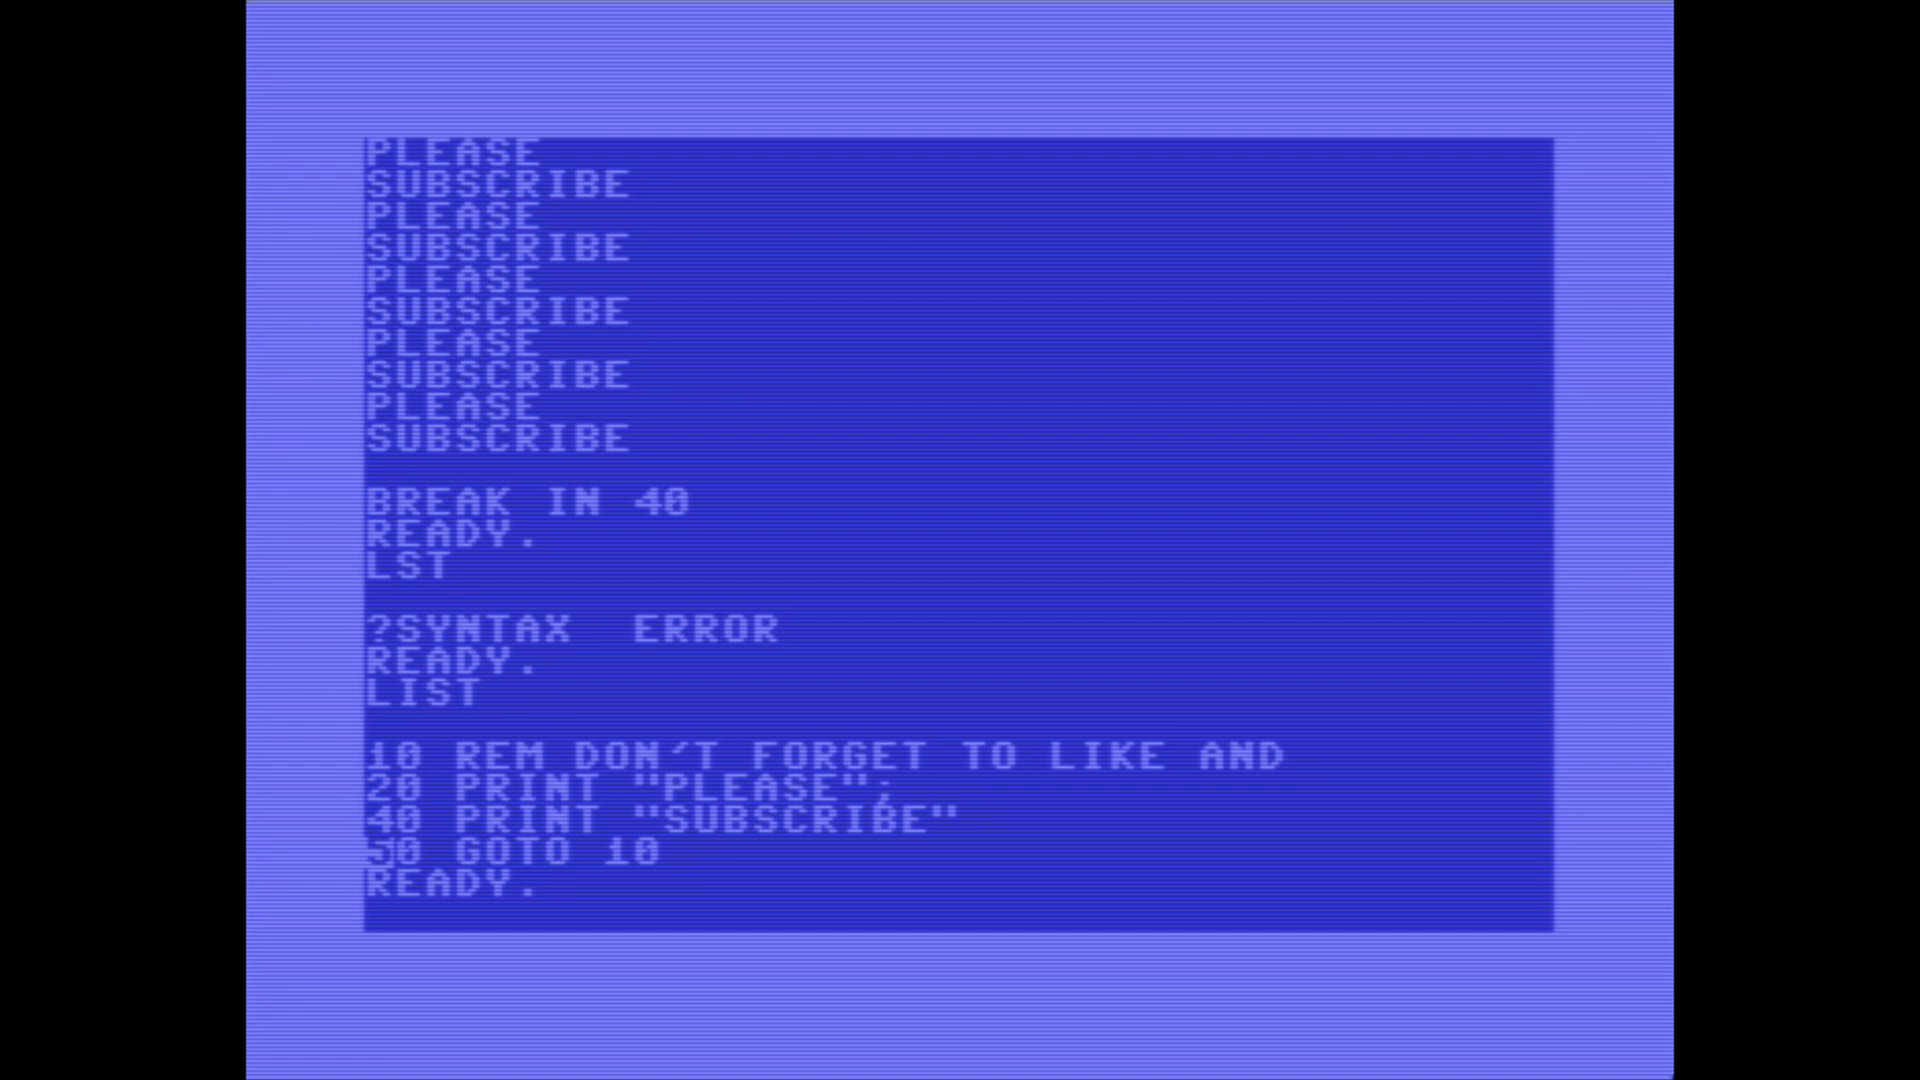 PLEASE
SUBSCRIBE
PLEASE
SUBSCRIBE
PLEASE
SUBSCRIBE
PLEASE
SUBSCRIBE
PLEASE
SUBSCRIBE
BREAK IN 40
READY.
LST
?SYNTAX  ERROR
READY.
LIST
10 REM DON'T FORGET TO LIKE AND
20 PRINT "PLEASE";
40 PRINT "SUBSCRIBE"
50 GOTO 10
READY.